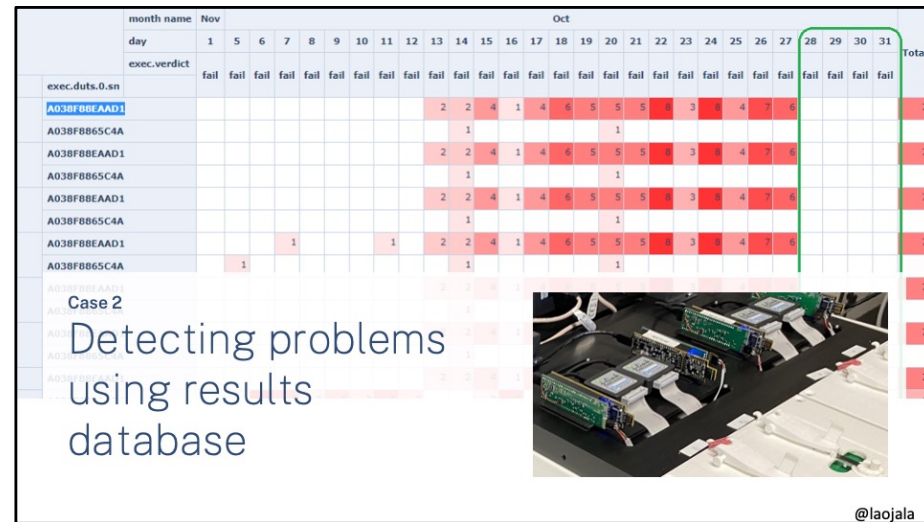 month name Nov Oct
day 1 5 6 7 8 9 10 11 12 13 14 15 16 17 18 19 20 21 22 23 24 25 26 27 28 29 30 31
exec.verdict
fail fail fail fail fail fail fail fail fail fail fail fail fail fail fail fail fail fail fail fail fail fail fail fail fail fail fail fail
exec.duts.0.sn
A038F88EAAD1 2 2 4 1 4 6 5 5 5 8 3 8 4 7 6
A038F8865C4A 1 1
A038F88EAAD1 2 2 4 1 4 6 5 5 5 8 3 8 4 7 6
A038F8865C4A 1 1
A038F88EAAD1 2 2 4 1 4 6 5 5 5 8 3 8 4 7 6
A038F8865C4A 1 1
A038F88EAAD1 1 1 2 2 4 1 4 6 5 5 5 8 3 8 4 7 6
A038F8865C4A 1 1 1
Case 2
Detecting problems
using results
database
@laojala